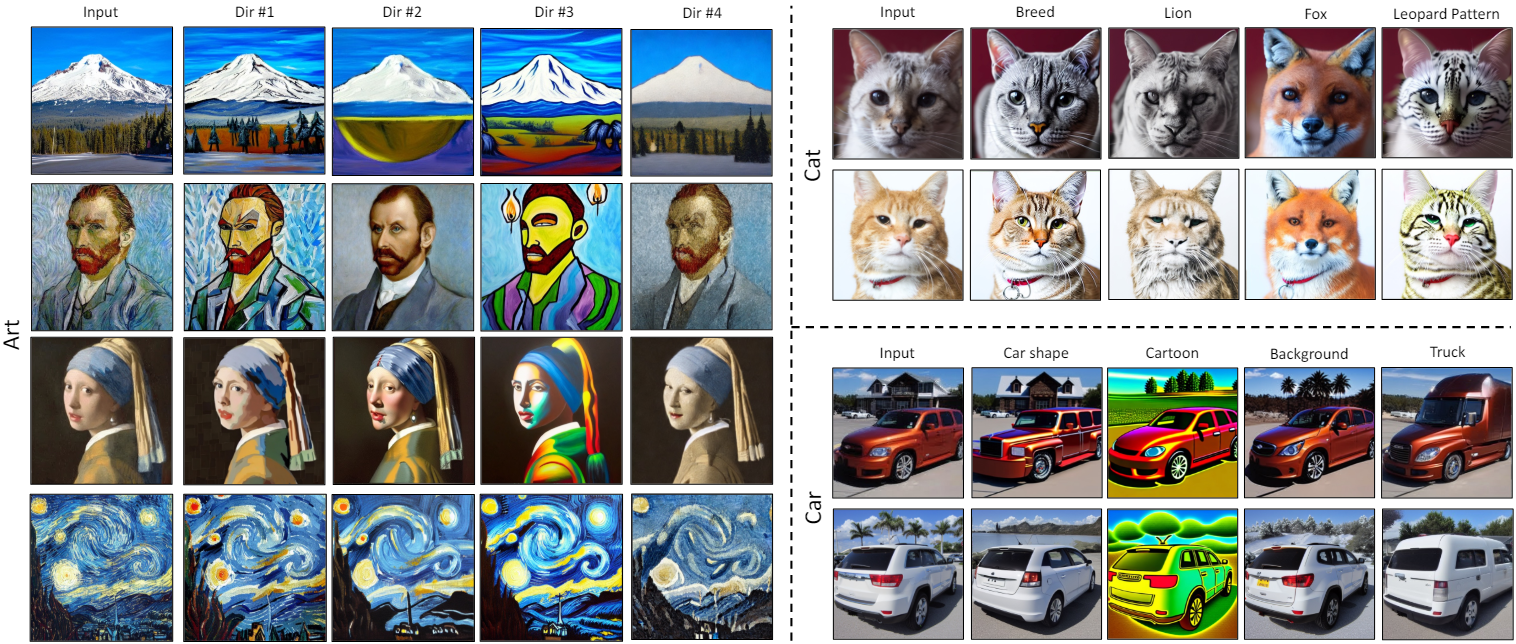 Input Dir #1 Dir #2 Dir #3 Dir #4
Art
Input Breed Lion Fox Leopard Pattern
Cat
Input Car shape Cartoon Background Truck
Car